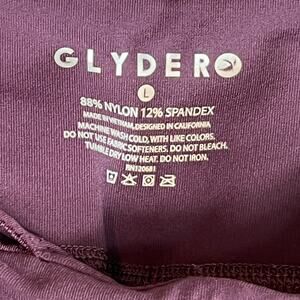 GLYDER
L
88% NYLON 12% SPANDEX
MADE IN VIETNAM, DESIGNED IN CALIFORNIA
MACHINE WASH COLD, WITH LIKE COLORS.
DO NOT USE FABRIC SOFTENERS. DO NOT BLEACH.
TUMBLE DRY LOW HEAT. DO NOT IRON.
RN120681